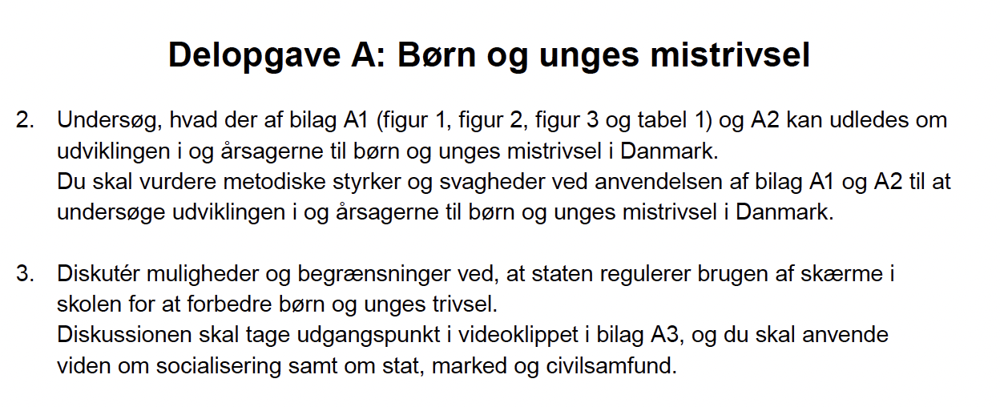 Delopgave A: Børn og unges mistrivsel
2. Undersøg, hvad der af bilag A1 (figur 1, figur 2, figur 3 og tabel 1) og A2 kan udledes om
udviklingen i og årsagerne til børn og unges mistrivsel i Danmark.
Du skal vurdere metodiske styrker og svagheder ved anvendelsen af bilag A1 og A2 til at
undersøge udviklingen i og årsagerne til børn og unges mistrivsel i Danmark.
3. Diskutér muligheder og begrænsninger ved, at staten regulerer brugen af skærme i
skolen for at forbedre børn og unges trivsel.
Diskussionen skal tage udgangspunkt i videoklippet i bilag A3, og du skal anvende
viden om socialisering samt om stat, marked og civilsamfund.